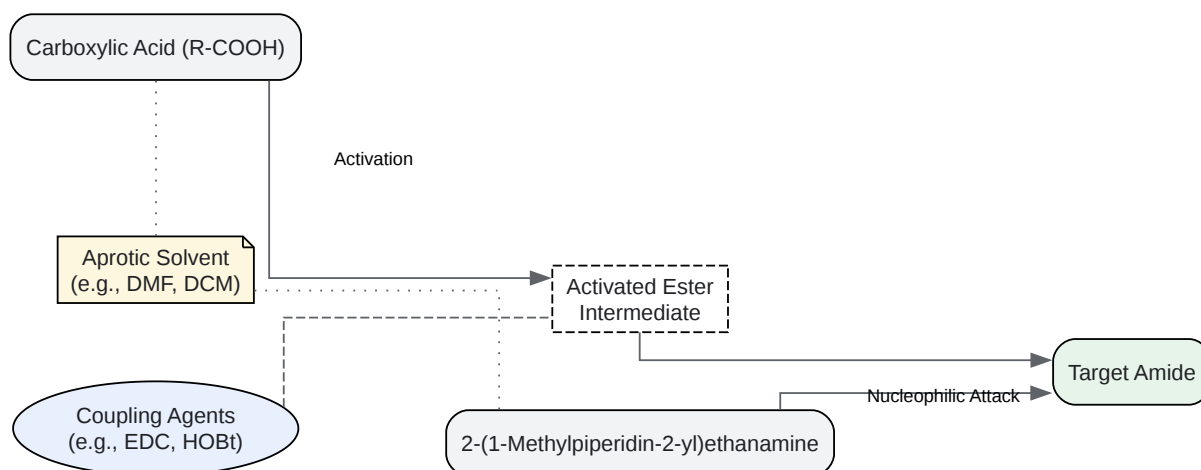 Carboxylic Acid (R-COOH)
Activation
Aprotic Solvent
(e.g., DMF, DCM)
Activated Ester
Intermediate
Target Amide
Nucleophilic Attack
Coupling Agents
(e.g., EDC, HOBt)
2-(1-Methylpiperidin-2-yl)ethanamine